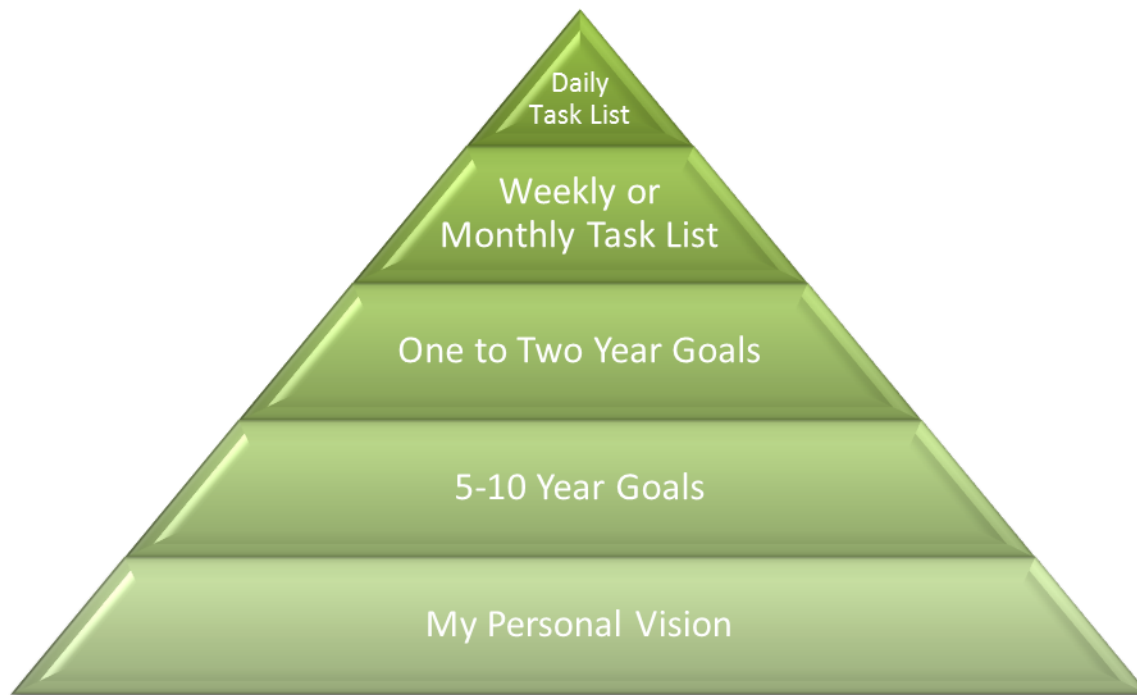 Daily
Task List
Weekly or
Monthly Task List
One to Two Year Goals
5-10 Year Goals
My Personal Vision